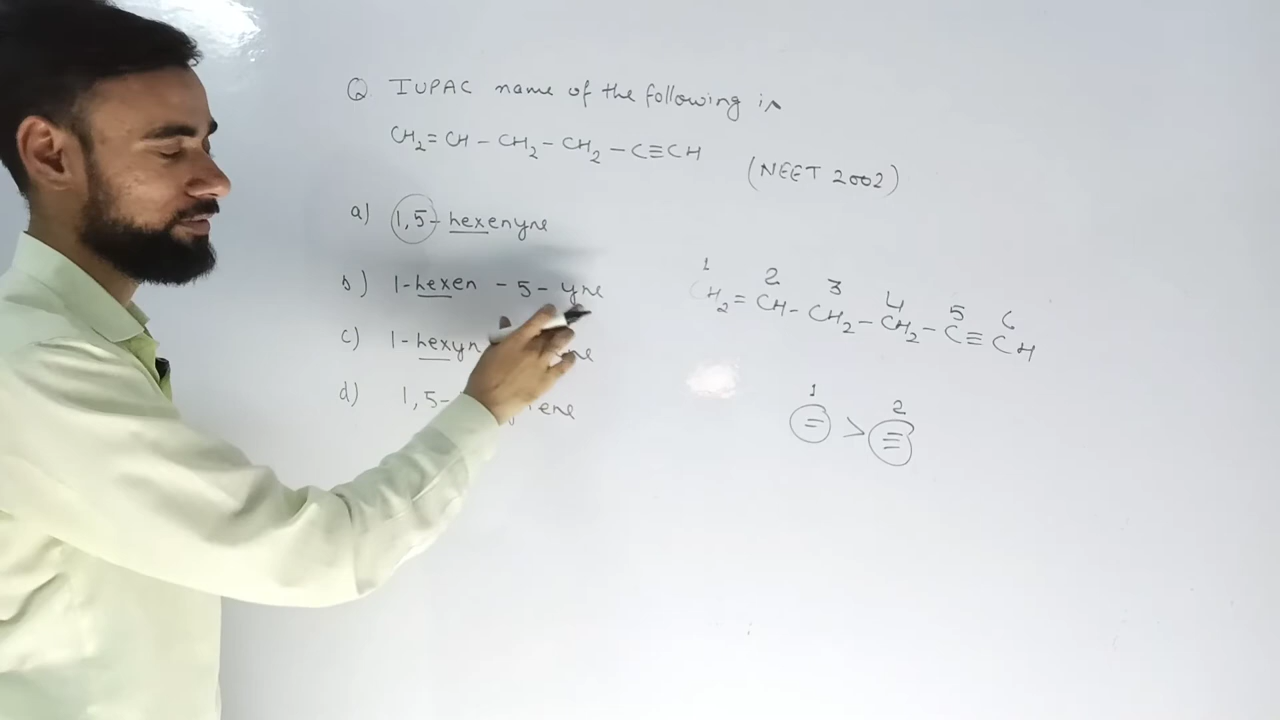 Q. IUPAC name of the following is
CH2=CH-CH2-CH2-C≡CH
(NEET 2002)
a) 1,5-hexenyne
b) 1-hexen-5-yne
c) 1-hexyn
d) 1,5- ene
1 2 3 4 5 6
CH2=CH-CH2-CH2-C≡CH
1 2
= > ≡